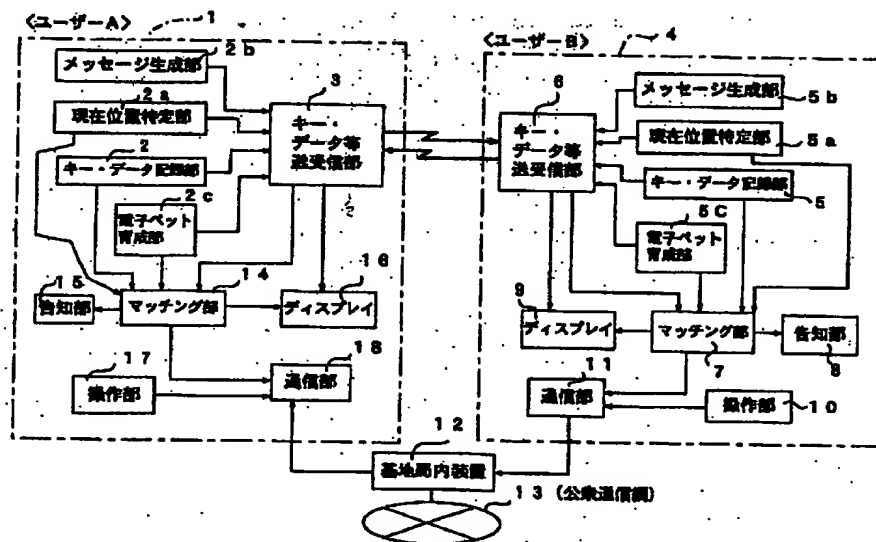 <ユーザーA>
1
2b
メッセージ生成部
2a
現在位置特定部
2
キー・データ記録部
2c
電子ペット
育成部
3
キー・
データ等
送受信部
14
マッチング部
15
告知部
16
ディスプレイ
17
操作部
18
通信部
<ユーザーB>
4
メッセージ生成部
5b
6
キー・
データ等
送受信部
現在位置特定部
5a
キー・データ記録部
5
5C
電子ペット
育成部
9
ディスプレイ
マッチング部
7
告知部
8
11
通信部
操作部
10
12
基地局内装置
13(公衆通信網)